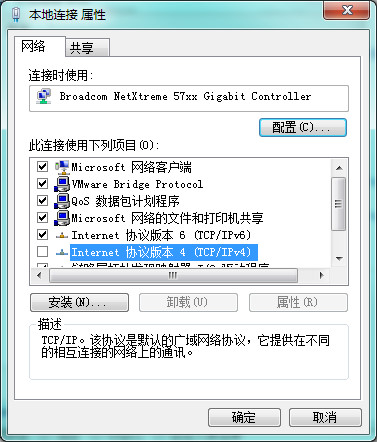 本地连接 属性
网络
共享
连接时使用:
Broadcom NetXtreme 57xx Gigabit Controller
配置(C)...
此连接使用下列项目(O):
Microsoft 网络客户端
VMware Bridge Protocol
QoS 数据包计划程序
Microsoft 网络的文件和打印机共享
Internet 协议版本 6 (TCP/IPv6)
Internet 协议版本 4 (TCP/IPv4)
安装(N)...
卸载(U)
属性(R)
描述
TCP/IP。该协议是默认的广域网络协议，它提供在不同
的相互连接的网络上的通讯。
确定
取消